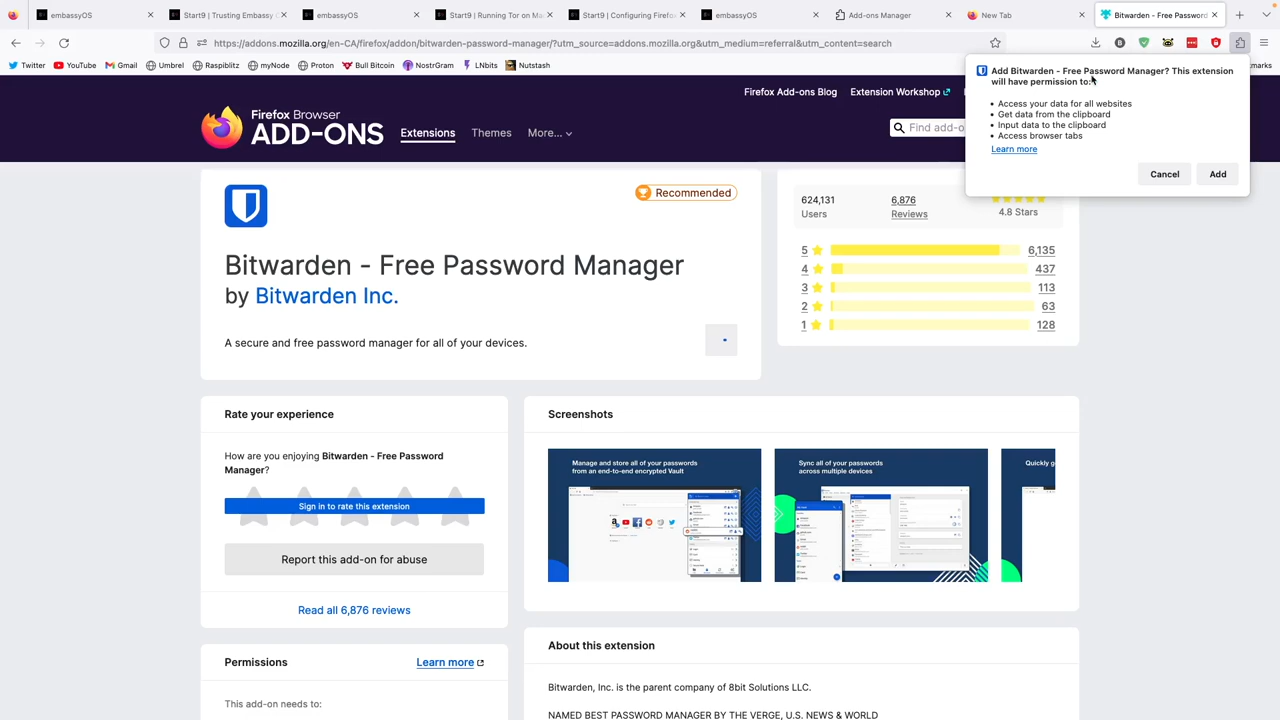 embassyOS
Start9 | Trusting Embassy C
embassyOS
Start9 | Running Tor on Mac
Start9 | Configuring Firefo
embassyOS
Add-ons Manager
New Tab
Bitwarden - Free Password
https://addons.mozilla.org/en-CA/firefox/addon/bitwarden-password-manager/?utm_source=addons.mozilla.org&utm_medium=referral&utm_content=search
Twitter
YouTube
Gmail
Umbrel
Raspiblitz
myNode
Proton
Bull Bitcoin
NostrGram
LNbits
Nutstash
kmarks
Add Bitwarden - Free Password Manager? This extension
will have permission to:
• Access your data for all websites
• Get data from the clipboard
• Input data to the clipboard
• Access browser tabs
Learn more
Cancel
Add
Firefox Add-ons Blog
Extension Workshop
Firefox Browser
ADD-ONS
Extensions
Themes
More...
Find add-o
Recommended
Bitwarden - Free Password Manager
by Bitwarden Inc.
A secure and free password manager for all of your devices.
624,131
Users
6,876
Reviews
4.8 Stars
5 6,135
4 437
3 113
2 63
1 128
Rate your experience
How are you enjoying Bitwarden - Free Password
Manager?
Sign in to rate this extension
Report this add-on for abuse
Read all 6,876 reviews
Screenshots
Manage and store all of your passwords
from an end-to-end encrypted Vault
Sync all of your passwords
across multiple devices
Quickly g
Permissions
Learn more
This add-on needs to:
About this extension
Bitwarden, Inc. is the parent company of 8bit Solutions LLC.
NAMED BEST PASSWORD MANAGER BY THE VERGE, U.S. NEWS & WORLD